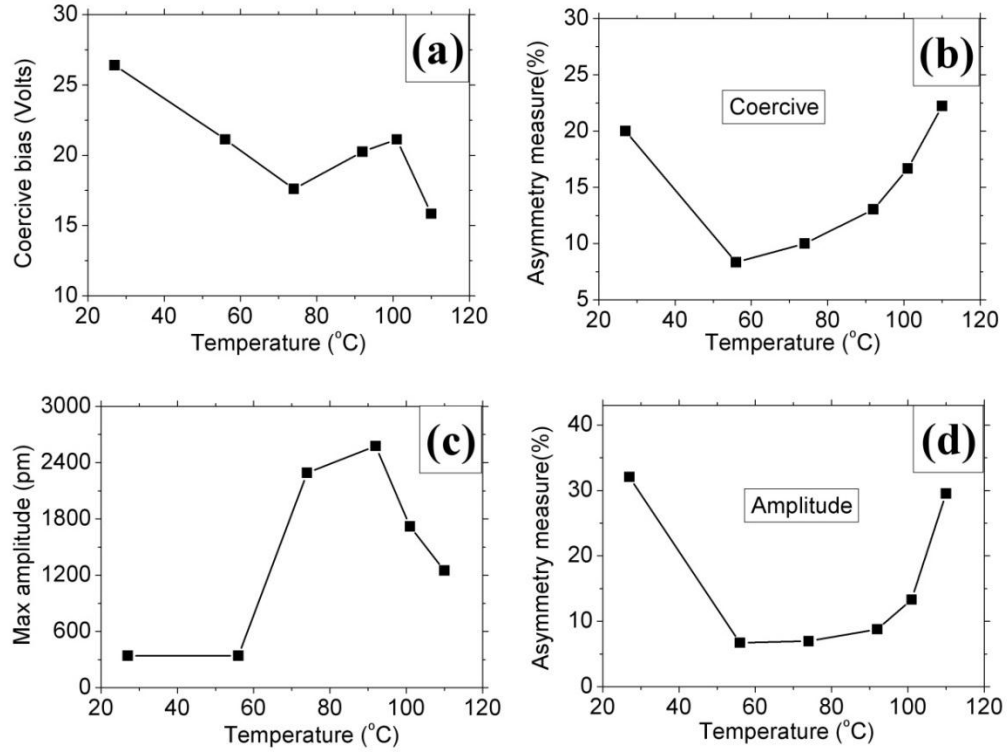 (a)
Coercive bias (Volts)
30
25
20
15
10
20 40 60 80 100 120
Temperature (°C)
(b)
Coercive
Asymmetry measure(%)
30
25
20
15
10
5
20 40 60 80 100 120
Temperature (°C)
(c)
Max amplitude (pm)
3000
2400
1800
1200
600
0
20 40 60 80 100 120
Temperature (°C)
(d)
Amplitude
Asymmetry measure(%)
40
30
20
10
0
20 40 60 80 100 120
Temperature (°C)